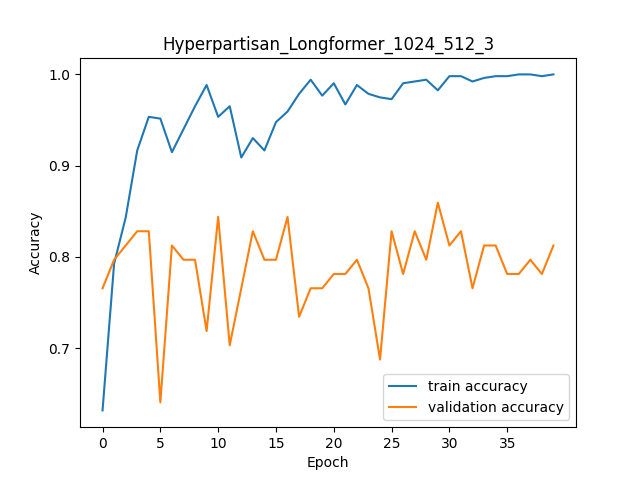 Hyperpartisan_Longformer_1024_512_3
1.0
0.9
0.8
0.7
Accuracy
train accuracy
validation accuracy
0 5 10 15 20 25 30 35
Epoch